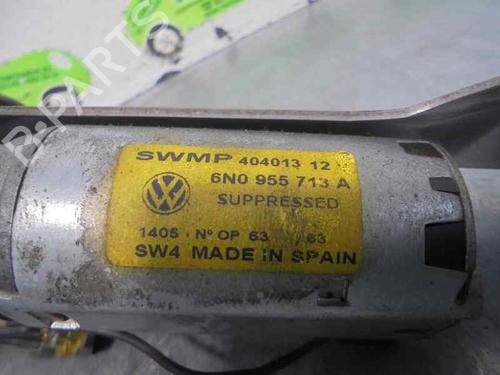 B-PARTS
SWMP 404013 12
6N0 955 713 A
SUPPRESSED
1405 Nº OP 63 / 63
SW4 MADE IN SPAIN